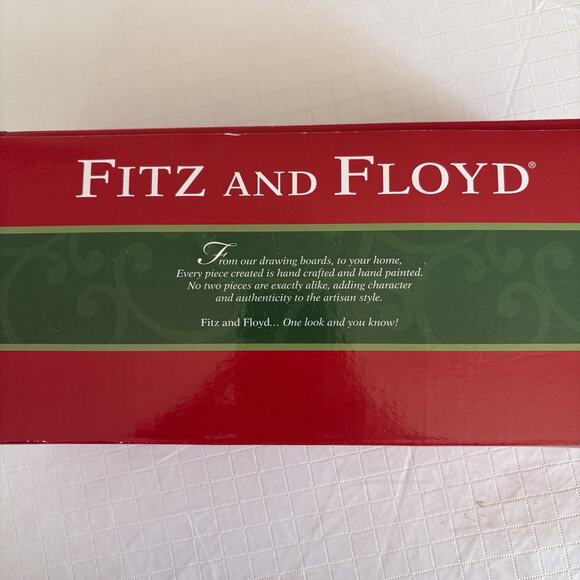 FITZ AND FLOYD®
From our drawing boards, to your home,
Every piece created is hand crafted and hand painted.
No two pieces are exactly alike, adding character
and authenticity to the artisan style.
Fitz and Floyd... One look and you know!